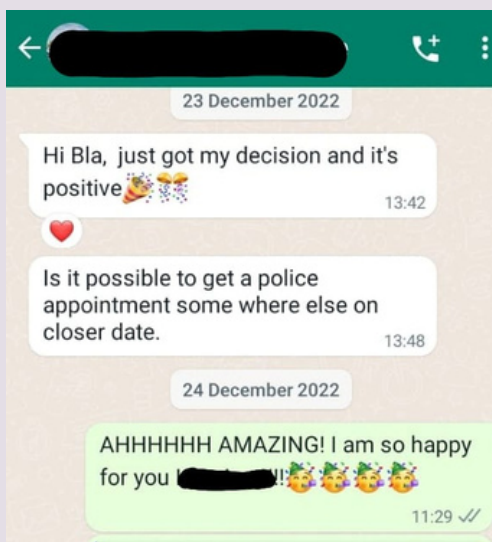 23 December 2022
Hi Bla, just got my decision and it's
positive🎉🎊
13:42
Is it possible to get a police
appointment some where else on
closer date.
13:48
24 December 2022
AHHHHHH AMAZING! I am so happy
for you !!🥳🥳🥳🥳
11:29